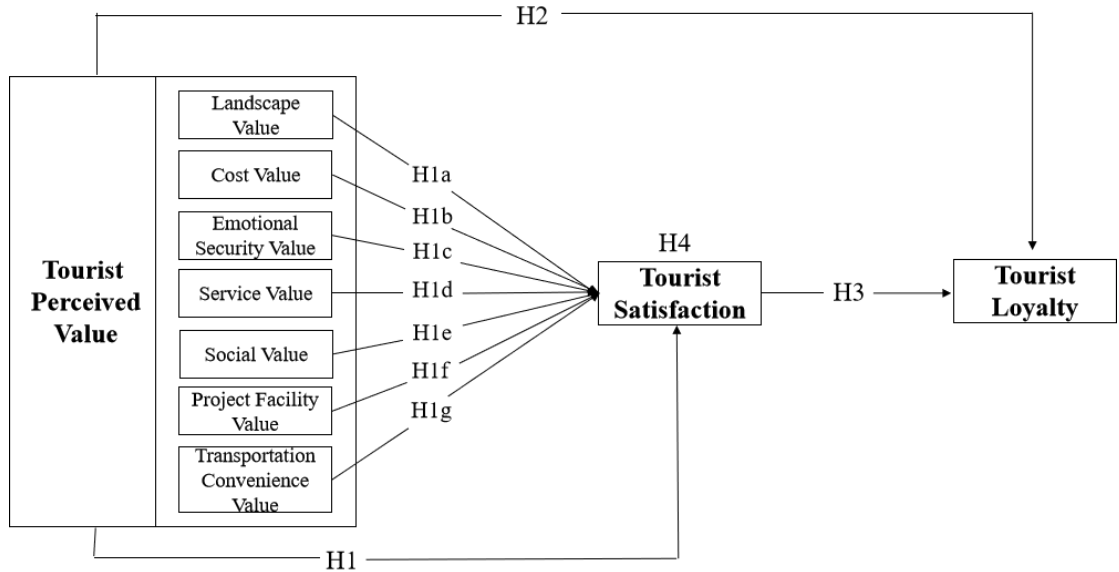 H2
Landscape
Value
H1a
Cost Value
H1b
Emotional
Security Value
H1c
H4
Tourist
Perceived
Value
Service Value
H1d
Tourist
Satisfaction
H3
Tourist
Loyalty
Social Value
H1e
H1f
Project Facility
Value
H1g
Transportation
Convenience
Value
H1